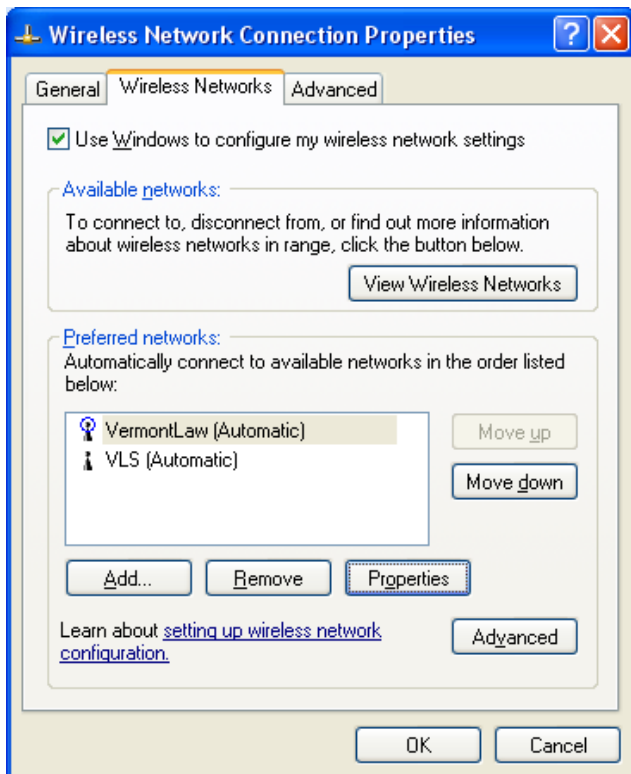 Wireless Network Connection Properties
General Wireless Networks Advanced
Use Windows to configure my wireless network settings
Available networks:
To connect to, disconnect from, or find out more information
about wireless networks in range, click the button below.
View Wireless Networks
Preferred networks:
Automatically connect to available networks in the order listed
below:
VermontLaw (Automatic)
VLS (Automatic)
Move up
Move down
Add... Remove Properties
Learn about setting up wireless network
configuration.
Advanced
OK Cancel